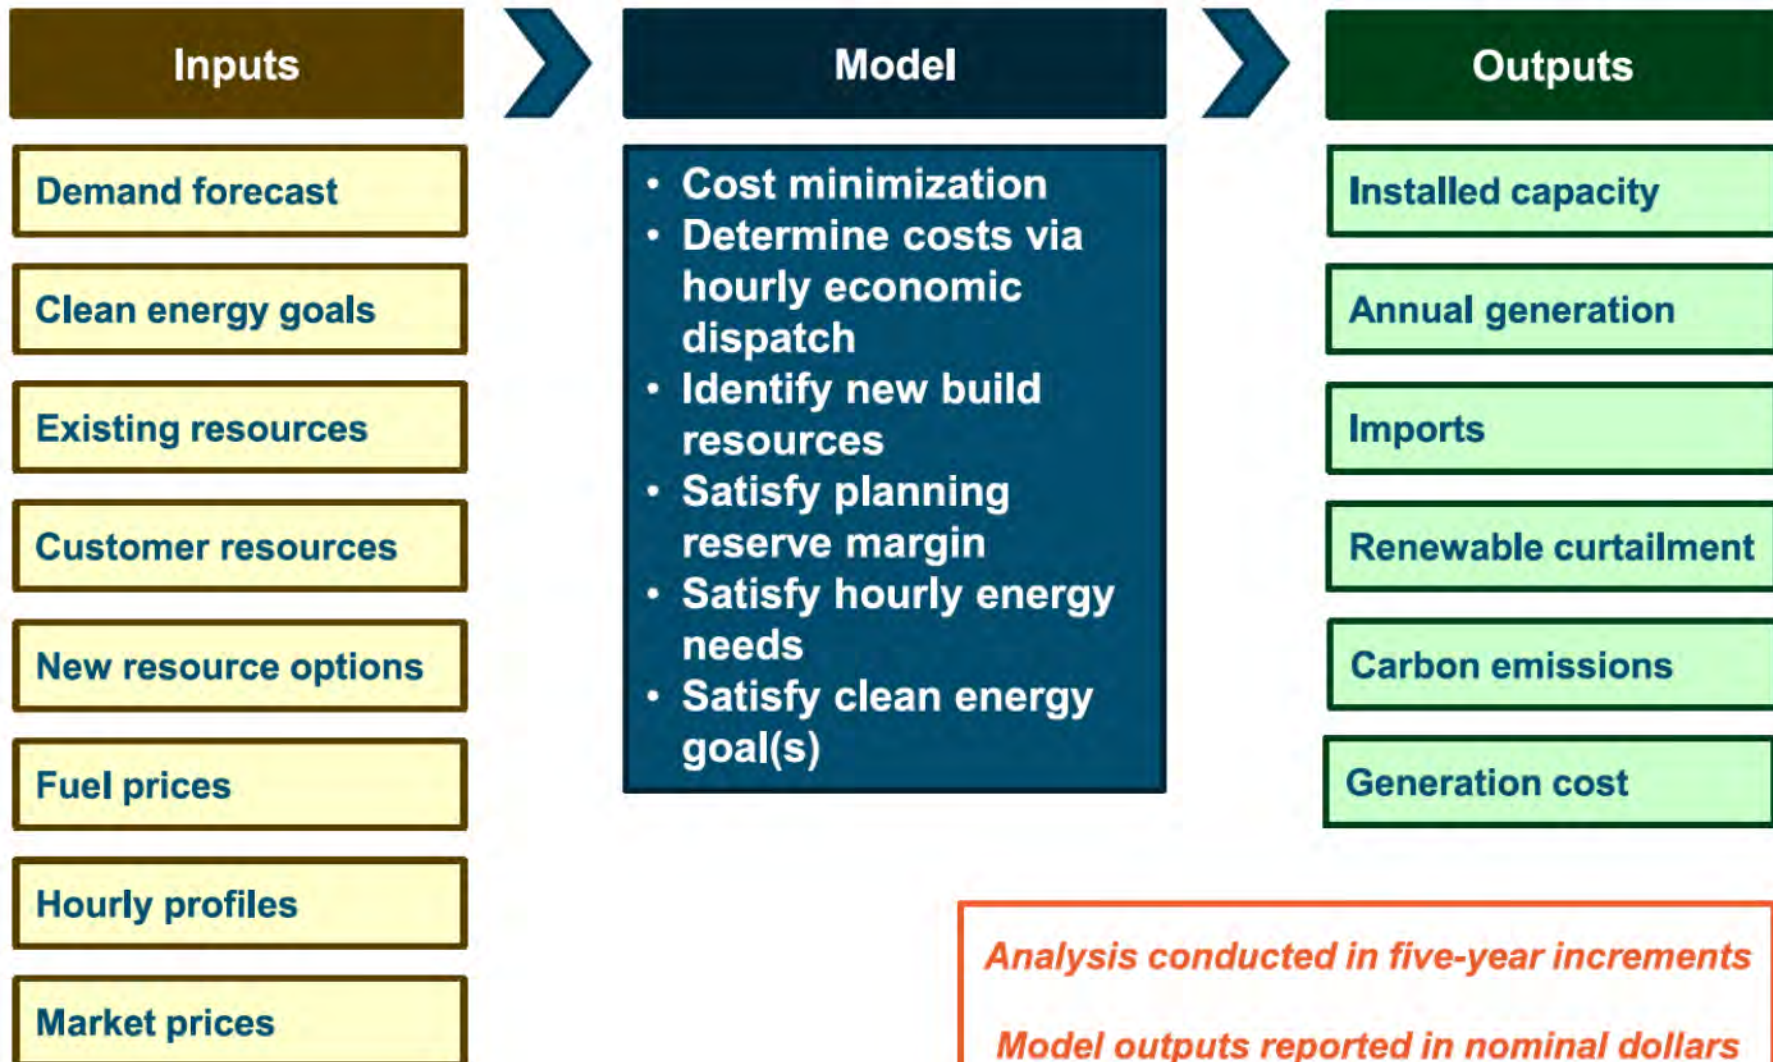 Inputs
Demand forecast
Clean energy goals
Existing resources
Customer resources
New resource options
Fuel prices
Hourly profiles
Market prices
Model
• Cost minimization
• Determine costs via
hourly economic
dispatch
• Identify new build
resources
• Satisfy planning
reserve margin
• Satisfy hourly energy
needs
• Satisfy clean energy
goal(s)
Outputs
Installed capacity
Annual generation
Imports
Renewable curtailment
Carbon emissions
Generation cost
Analysis conducted in five-year increments
Model outputs reported in nominal dollars